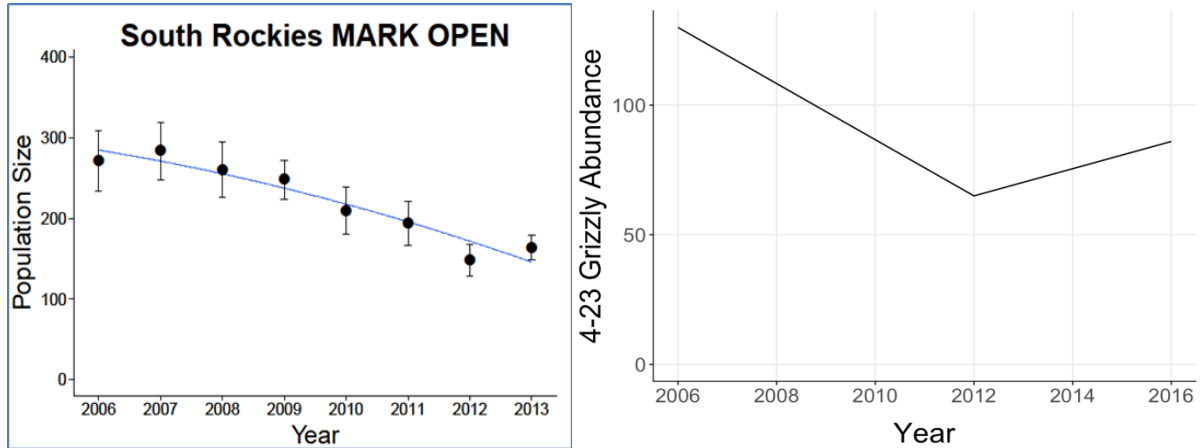 South Rockies MARK OPEN
Population Size
400
300
200
100
0
2006 2007 2008 2009 2010 2011 2012 2013
Year
4-23 Grizzly Abundance
100
50
0
2006 2008 2010 2012 2014 2016
Year